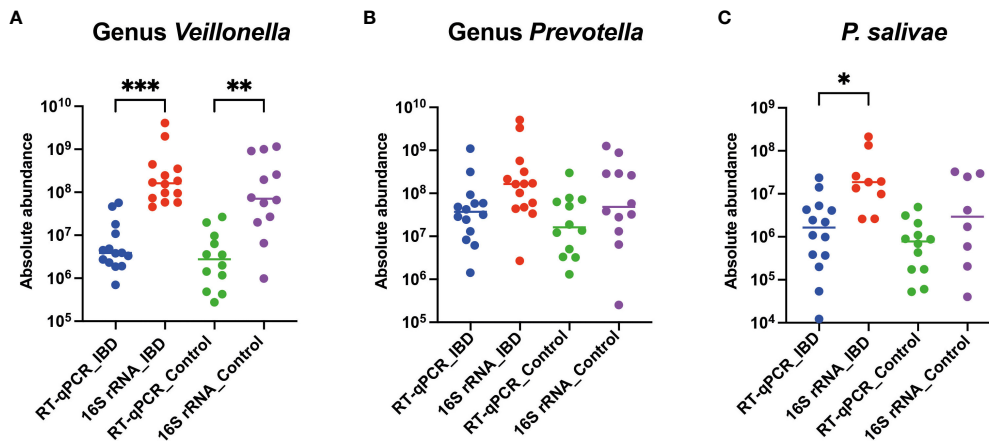 A
Genus Veillonella
***
**
Absolute abundance
10^10
10^9
10^8
10^7
10^6
10^5
RT-qPCR_IBD
16S rRNA_IBD
RT-qPCR_Control
16S rRNA_Control
B
Genus Prevotella
Absolute abundance
10^10
10^9
10^8
10^7
10^6
10^5
RT-qPCR_IBD
16S rRNA_IBD
RT-qPCR_Control
16S rRNA_Control
C
P. salivae
*
Absolute abundance
10^9
10^8
10^7
10^6
10^5
10^4
RT-qPCR_IBD
16S rRNA_IBD
RT-qPCR_Control
16S rRNA_Control